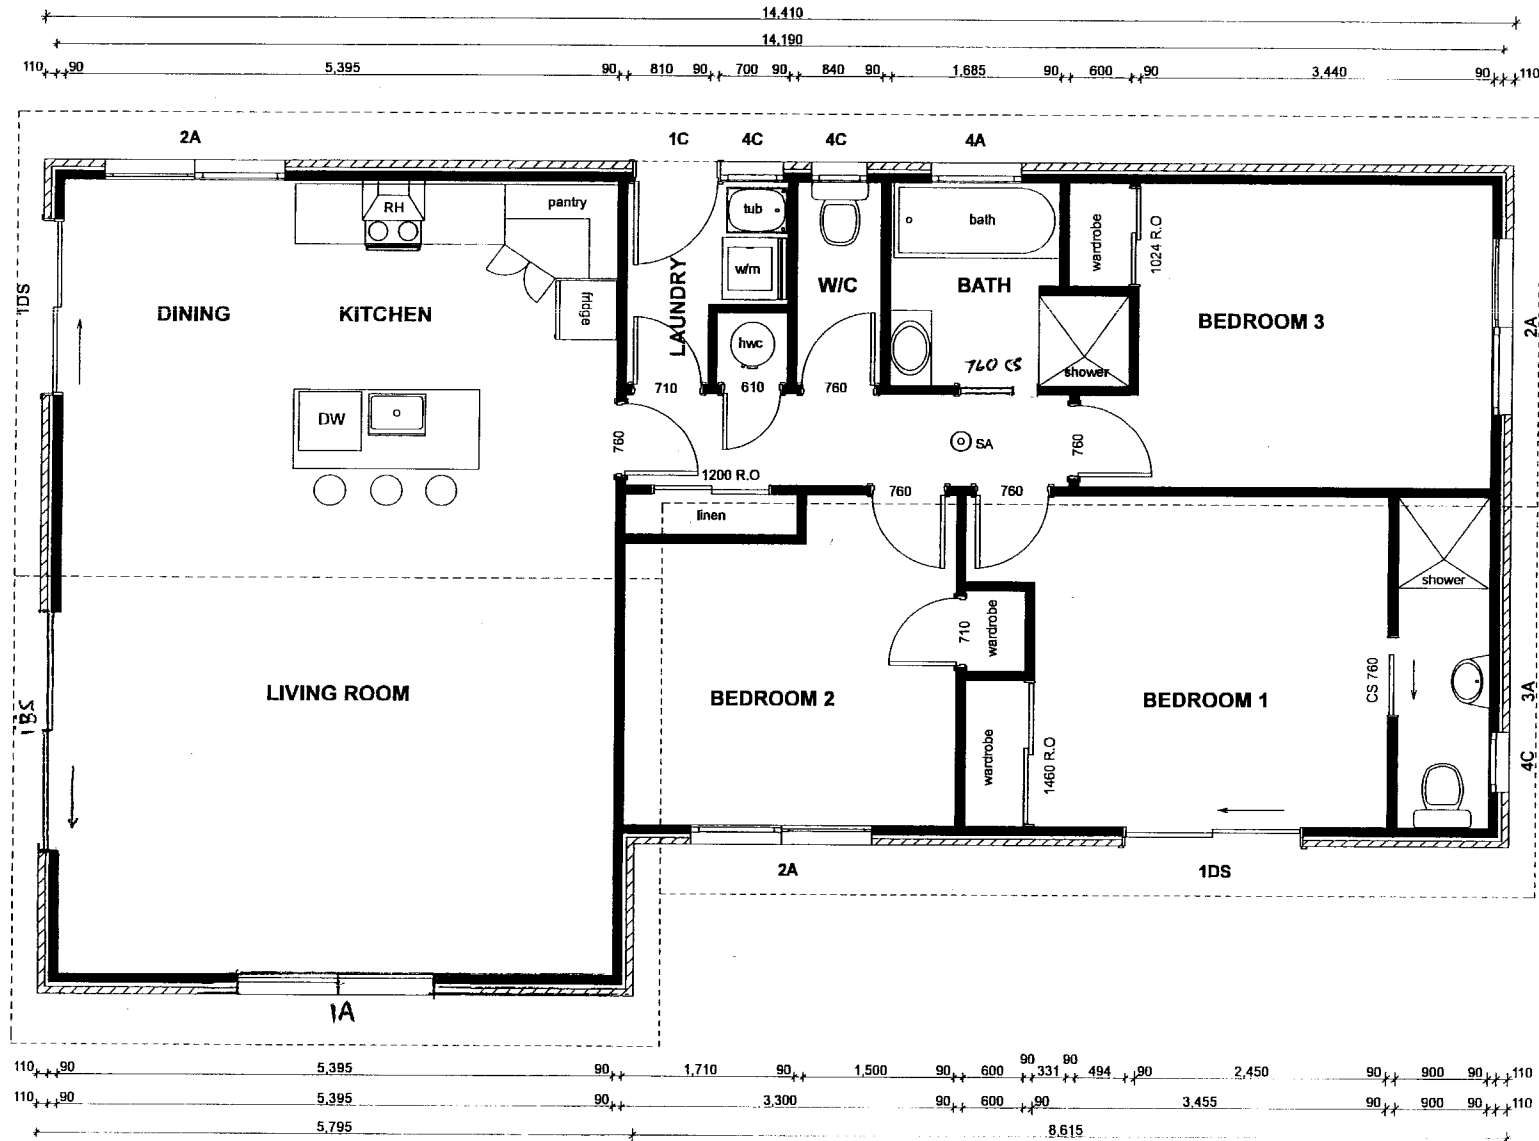 14,410
14,190
110 90 5,395 90 810 90 700 90 840 90 1,685 90 600 90 3,440 90 110
2A 1C 4C 4C 4A
RH pantry tub bath wardrobe 1024 R.O
w/m
LAUNDRY W/C BATH
1DS DINING KITCHEN fridge BEDROOM 3 2A
hwc 760 CS shower
710 610 760
DW 760 SA 760
1200 R.O 760 760
linen
shower
710 wardrobe
1BS LIVING ROOM BEDROOM 2 BEDROOM 1 CS 760 3A
wardrobe 1460 R.O 4C
2A 1DS
1A
110 90 5,395 90 1,710 90 1,500 90 600 90 331 90 494 90 2,450 90 900 90 110
110 90 5,395 90 3,300 90 600 90 3,455 90 900 90 110
5,795 8,615